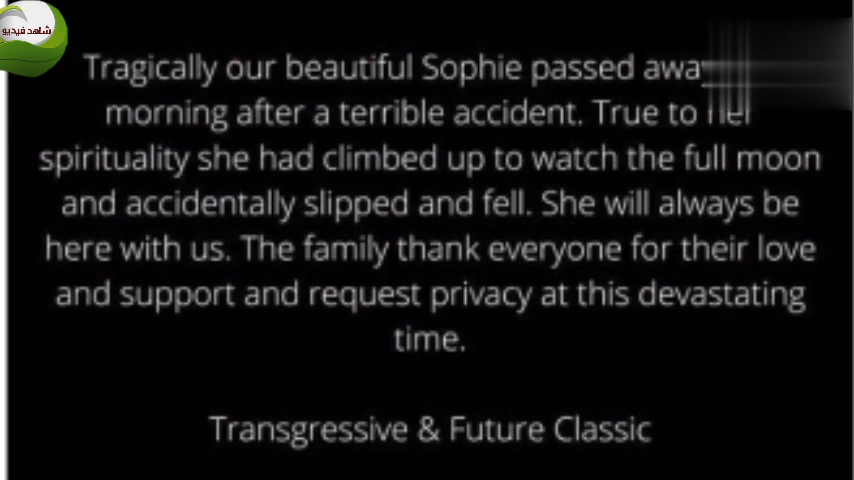 شاهد فيديو
Tragically our beautiful Sophie passed
morning after a terrible accident. True to
spirituality she had climbed up to watch the full moon
and accidentally slipped and fell. She will always be
here with us. The family thank everyone for their love
and support and request privacy at this devastating
time.
Transgressive & Future Classic